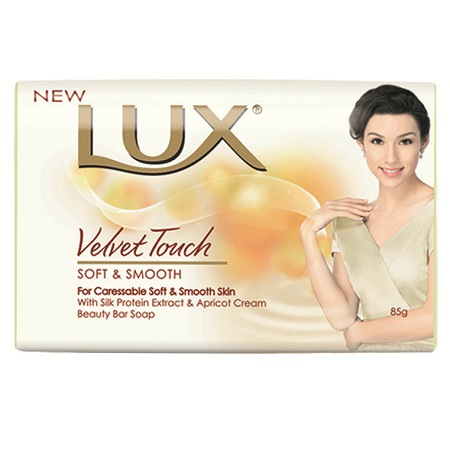 NEW
LUX®
Velvet Touch
SOFT & SMOOTH
For Caressable Soft & Smooth Skin
With Silk Protein Extract & Apricot Cream
Beauty Bar Soap
85g